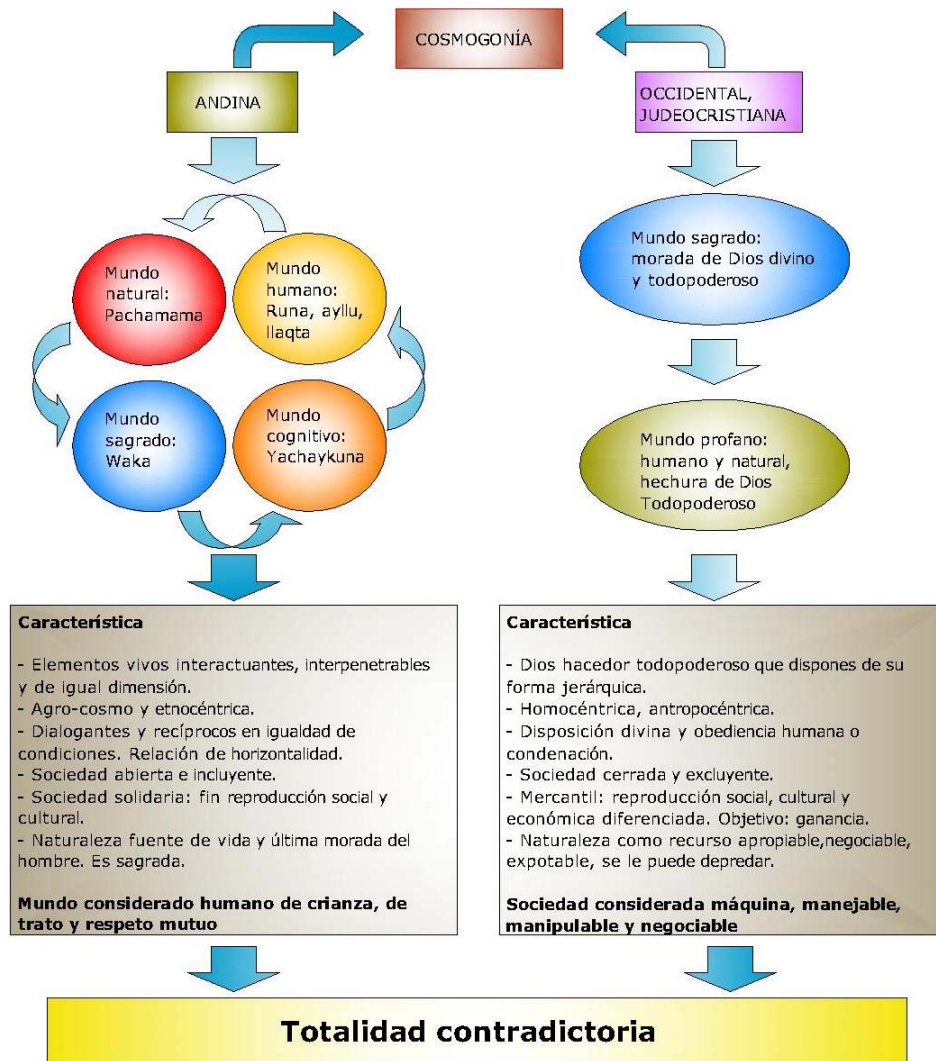 COSMOGONÍA
ANDINA
OCCIDENTAL,
JUDEOCRISTIANA
Mundo
natural:
Pachamama
Mundo
humano:
Runa, ayllu,
llaqta
Mundo
sagrado:
Waka
Mundo
cognitivo:
Yachaykuna
Mundo sagrado:
morada de Dios divino
y todopoderoso
Mundo profano:
humano y natural,
hechura de Dios
Todopoderoso
Característica
- Elementos vivos interactuantes, interpenetrables
y de igual dimensión.
- Agro-cosmo y etnocéntrica.
- Dialogantes y recíprocos en igualdad de
condiciones. Relación de horizontalidad.
- Sociedad abierta e incluyente.
- Sociedad solidaria: fin reproducción social y
cultural.
- Naturaleza fuente de vida y última morada del
hombre. Es sagrada.
Mundo considerado humano de crianza, de
trato y respeto mutuo
Característica
- Dios hacedor todopoderoso que dispones de su
forma jerárquica.
- Homocéntrica, antropocéntrica.
- Disposición divina y obediencia humana o
condenación.
- Sociedad cerrada y excluyente.
- Mercantil: reproducción social, cultural y
económica diferenciada. Objetivo: ganancia.
- Naturaleza como recurso apropiable,negociable,
expotable, se le puede depredar.
Sociedad considerada máquina, manejable,
manipulable y negociable
Totalidad contradictoria